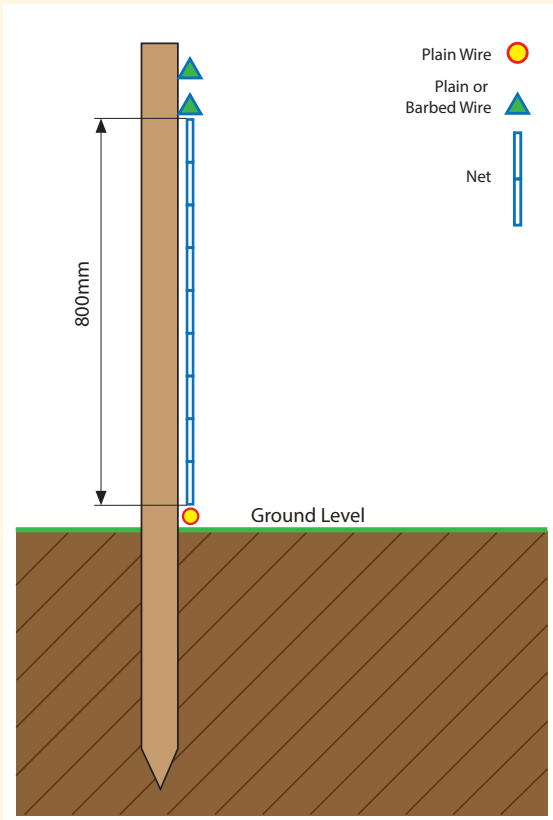 Plain Wire
Plain or
Barbed Wire
Net
800mm
Ground Level